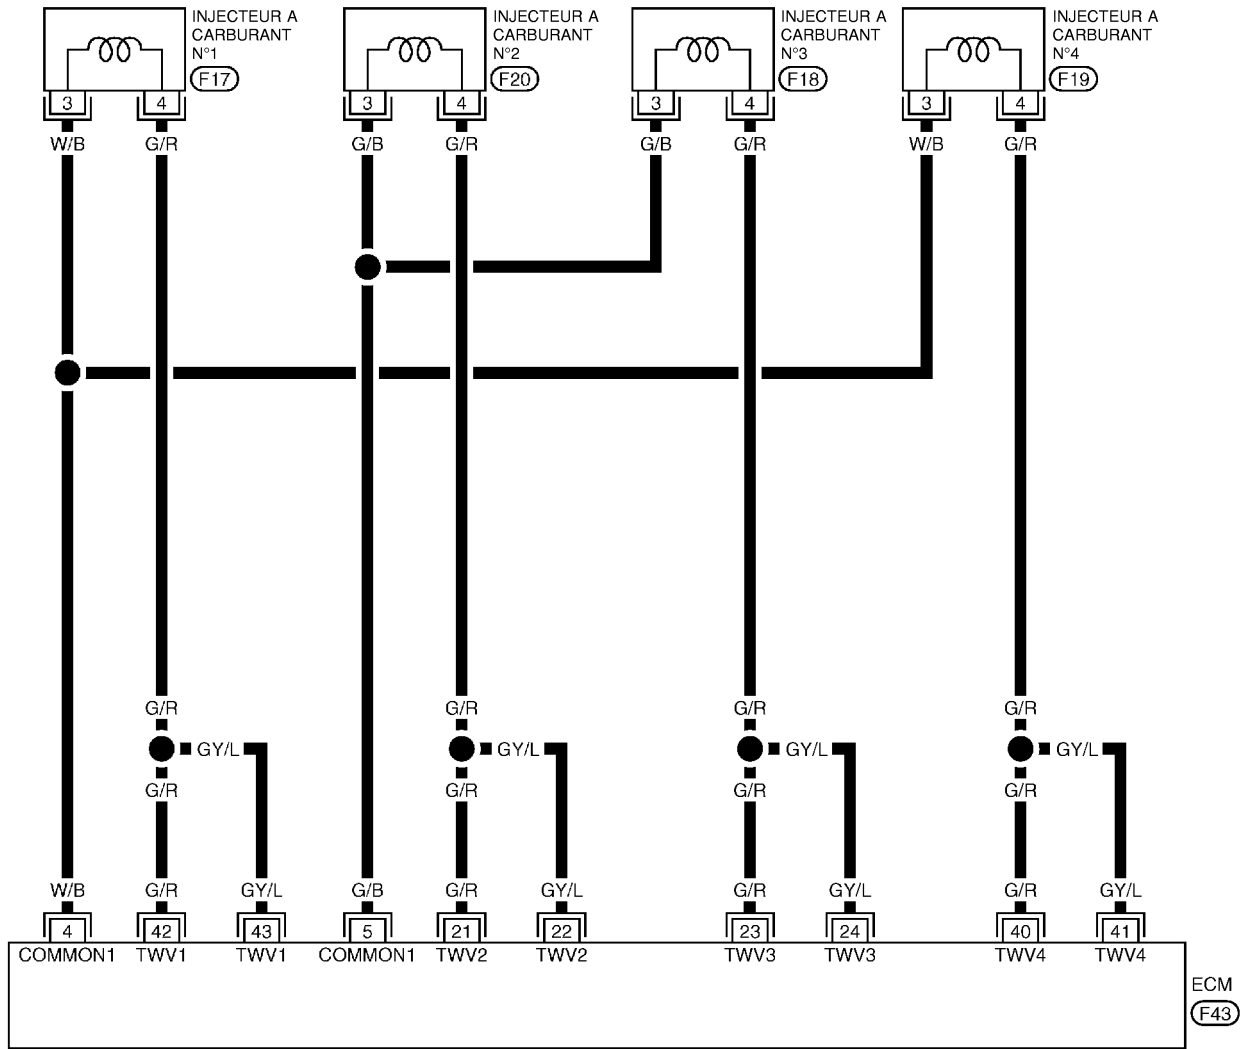 INJECTEUR A
CARBURANT
N°1
F17
INJECTEUR A
CARBURANT
N°2
F20
INJECTEUR A
CARBURANT
N°3
F18
INJECTEUR A
CARBURANT
N°4
F19
3 4 3 4 3 4 3 4
W/B G/R G/B G/R G/B G/R W/B G/R
G/R G/R G/R G/R
GY/L GY/L GY/L GY/L
G/R G/R G/R G/R
W/B G/R GY/L G/B G/R GY/L G/R GY/L G/R GY/L
4 42 43 5 21 22 23 24 40 41
COMMON1 TWV1 TWV1 COMMON1 TWV2 TWV2 TWV3 TWV3 TWV4 TWV4
ECM
F43